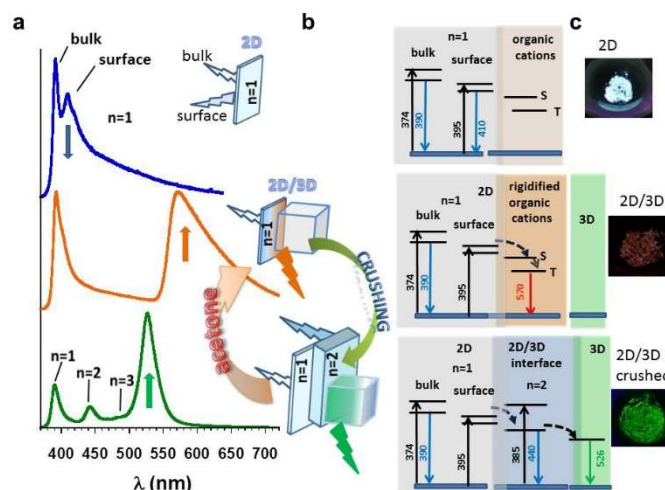 a
bulk
surface
n=1
2D
bulk
surface
n=1
2D/3D
n=1
CRUSHING
acetone
n=1
n=2
n=1
n=2
n=3
400 450 500 550 600 650 700
λ (nm)
b
n=1
bulk
surface
organic
cations
374
390
395
410
S
T
2D
n=1
bulk
surface
rigidified
organic
cations
3D
374
390
395
S
T
570
2D
n=1
bulk
surface
2D/3D
interface
n=2
3D
374
390
395
385
440
526
c
2D
2D/3D
2D/3D
crushed